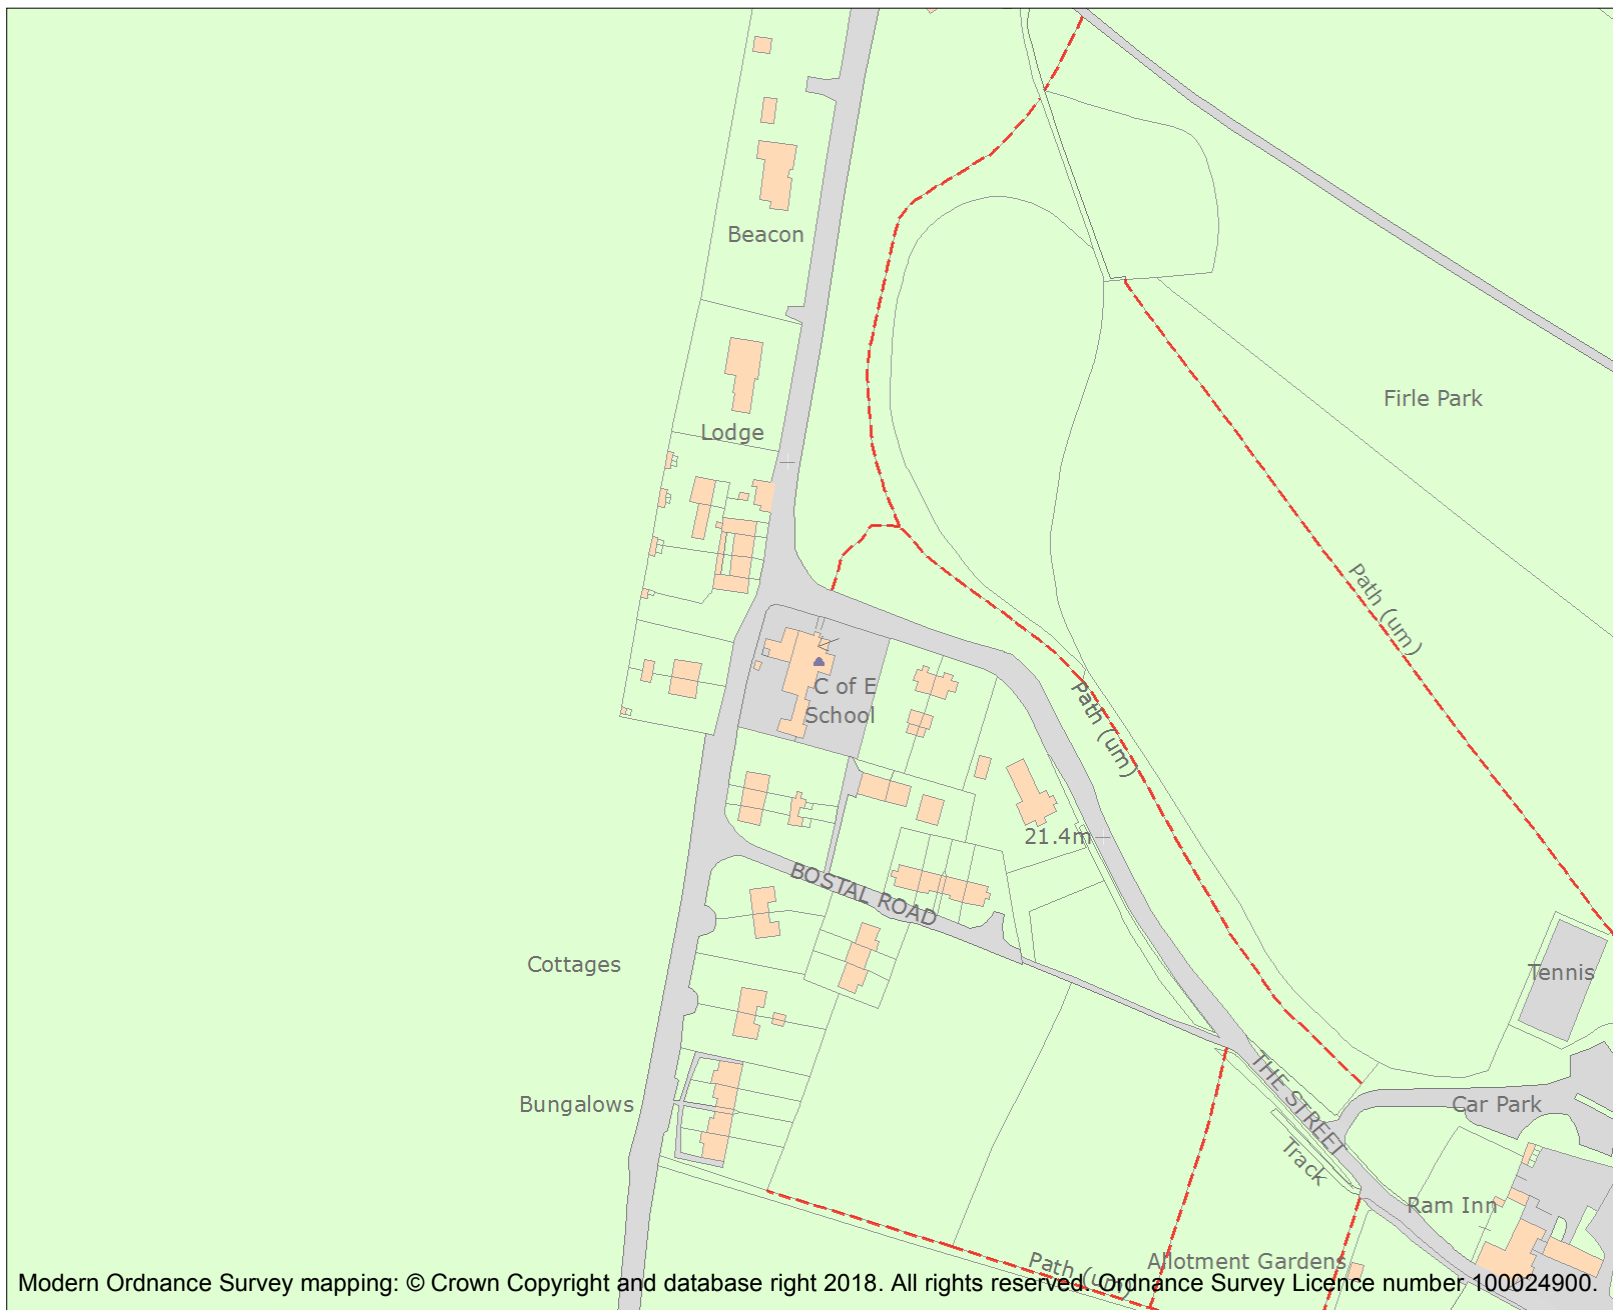 Beacon
Firle Park
Lodge
Path (um)
C of E
School
Path (um)
21.4m
BOSTAL ROAD
Cottages
Tennis
THE STREET
Bungalows
Car Park
Track
Ram Inn
Path (um)
Allotment Gardens
Modern Ordnance Survey mapping: © Crown Copyright and database right 2018. All rights reserved. Ordnance Survey Licence number 100024900.